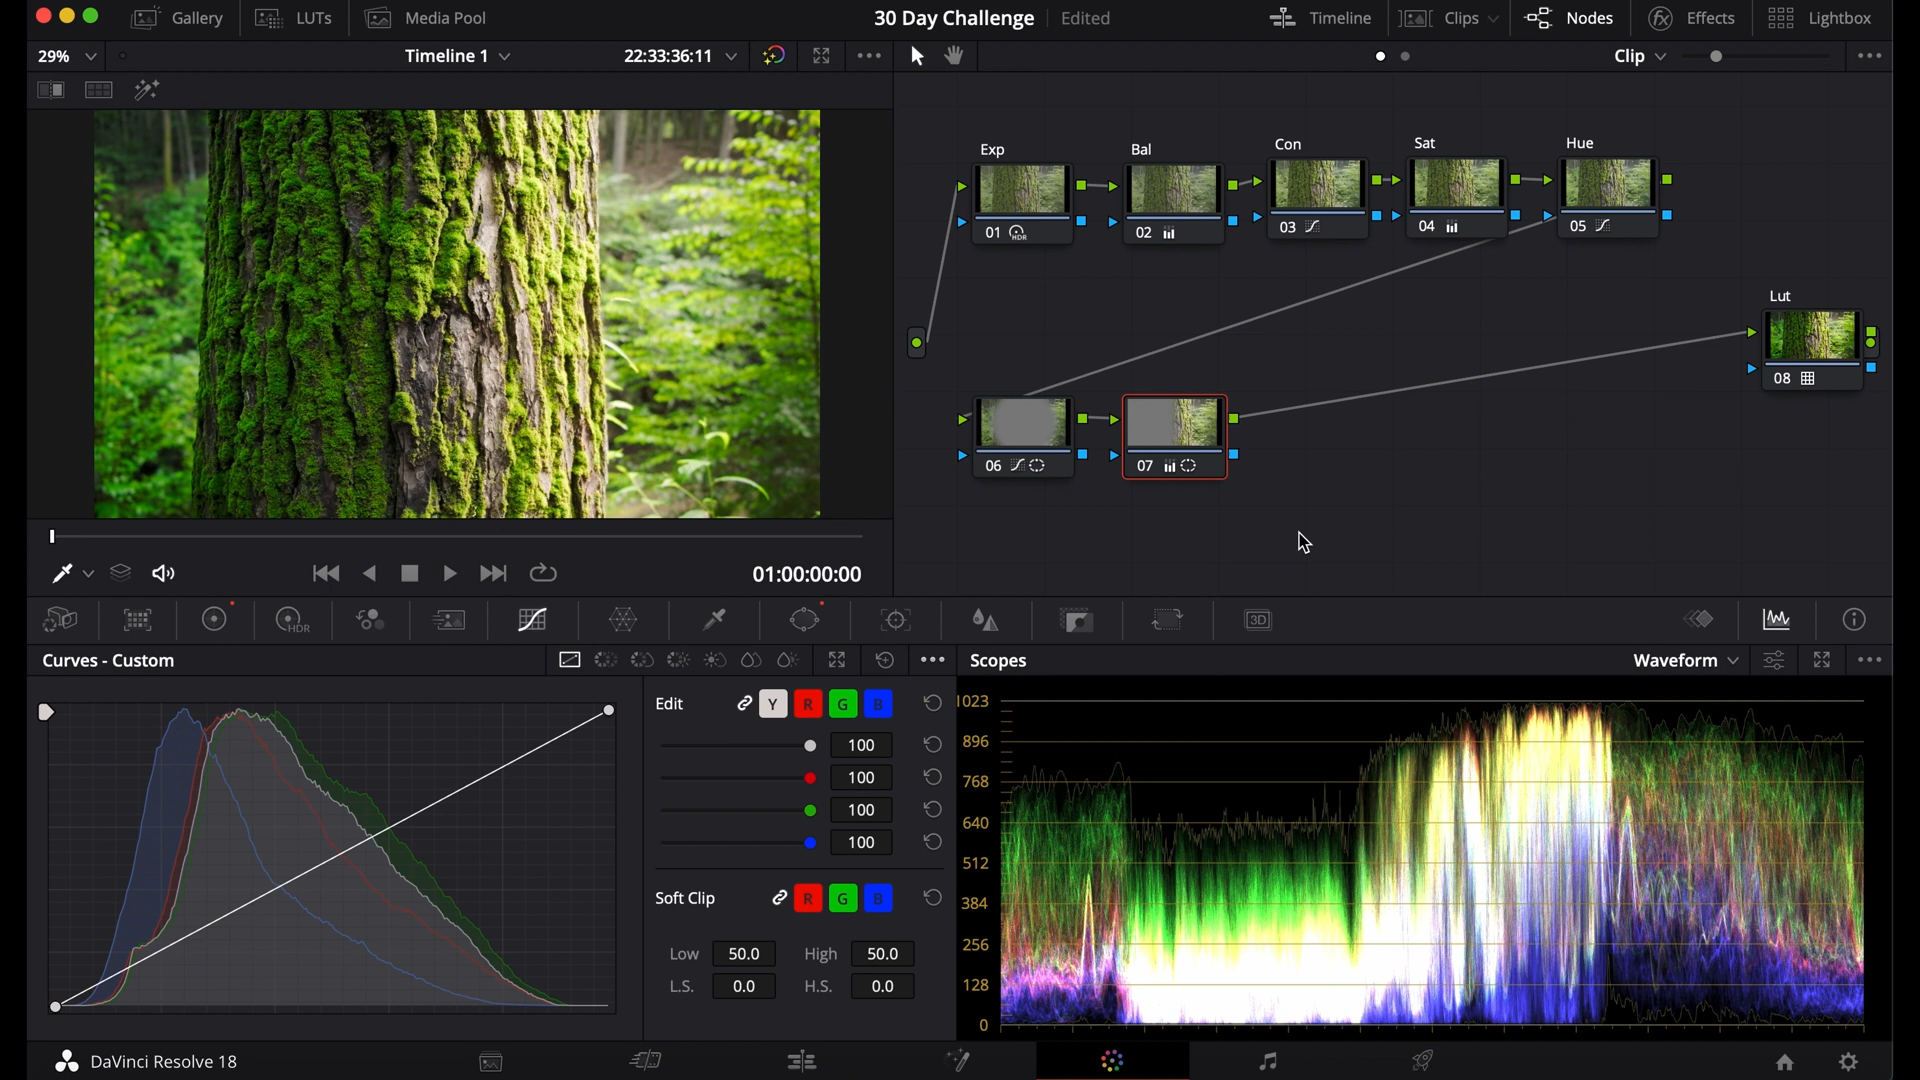 Gallery LUTs Media Pool 30 Day Challenge Edited Timeline Clips Nodes Effects Lightbox
29% Timeline 1 22:33:36:11 Clip
Exp Bal Con Sat Hue
01 HDR 02 03 04 05
Lut
08
06 07
01:00:00:00
HDR 3D
Curves - Custom Scopes Waveform
Edit Y R G B
100
100
100
100
Soft Clip R G B
Low 50.0 High 50.0
L.S. 0.0 H.S. 0.0
1023
896
768
640
512
384
256
128
0
DaVinci Resolve 18